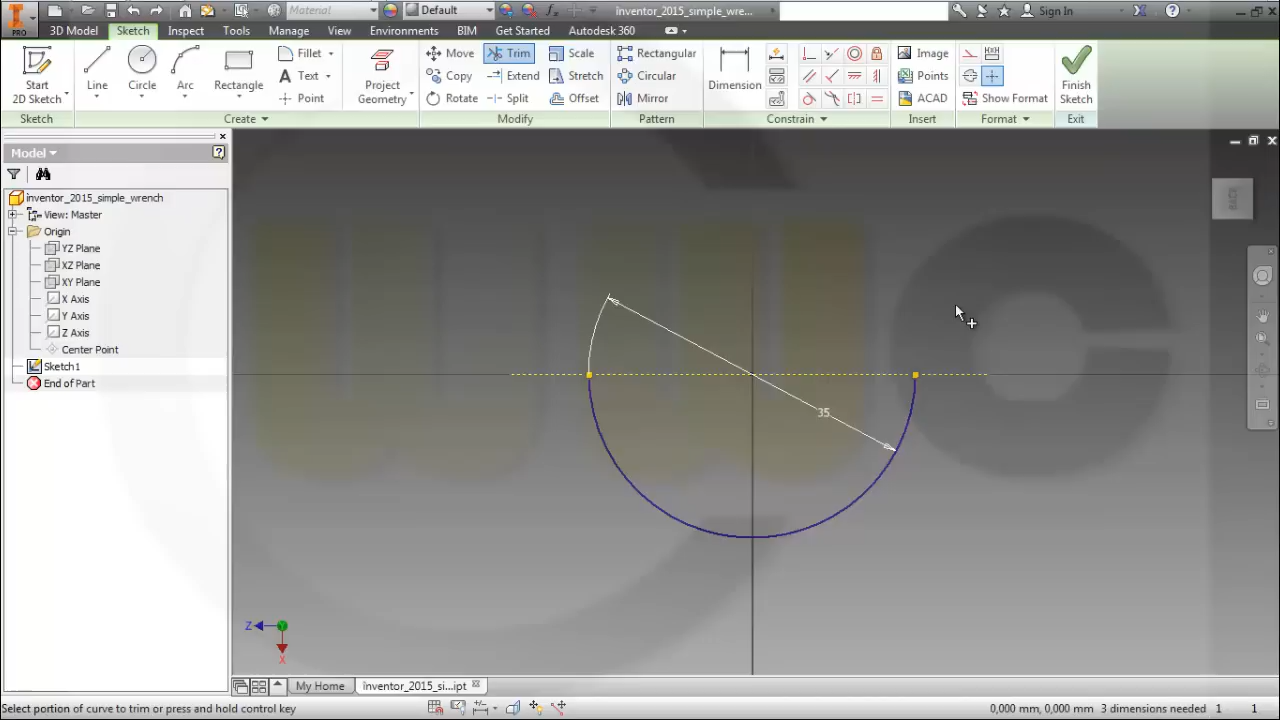 PRO
Material
Default
inventor_2015_simple_wre...
Sign In
3D Model Sketch Inspect Tools Manage View Environments BIM Get Started Vault Autodesk 360
Start
2D Sketch
Line Circle Arc Rectangle
Fillet
Text
Point
Project
Geometry
Move Trim Scale
Copy Extend Stretch
Rotate Split Offset
Rectangular
Circular
Mirror
Dimension
Image
Points
ACAD
Show Format
Finish
Sketch
Sketch Create Modify Pattern Constrain Insert Format Exit
Model
inventor_2015_simple_wrench
View: Master
Origin
YZ Plane
XZ Plane
XY Plane
X Axis
Y Axis
Z Axis
Center Point
Sketch1
End of Part
35
Z
Y
X
My Home
inventor_2015_si...ipt
Select portion of curve to trim or press and hold control key
0,000 mm, 0,000 mm 3 dimensions needed 1 1